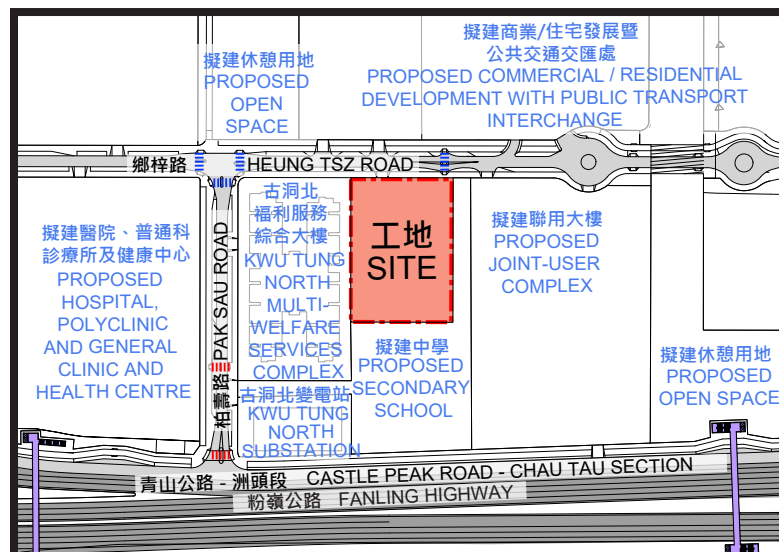 擬建休憩用地
PROPOSED
OPEN
SPACE
擬建商業/住宅發展暨
公共交通交匯處
PROPOSED COMMERCIAL / RESIDENTIAL
DEVELOPMENT WITH PUBLIC TRANSPORT
INTERCHANGE
鄉梓路 HEUNG TSZ ROAD
擬建醫院、普通科
診療所及健康中心
PROPOSED
HOSPITAL,
POLYCLINIC
AND GENERAL
CLINIC AND
HEALTH CENTRE
柏壽路 PAK SAU ROAD
古洞北
福利服務
綜合大樓
KWU TUNG
NORTH
MULTI-
WELFARE
SERVICES
COMPLEX
工地
SITE
擬建聯用大樓
PROPOSED
JOINT-USER
COMPLEX
擬建中學
PROPOSED
SECONDARY
SCHOOL
擬建休憩用地
PROPOSED
OPEN SPACE
古洞北變電站
KWU TUNG
NORTH
SUBSTATION
青山公路 - 洲頭段 CASTLE PEAK ROAD - CHAU TAU SECTION
粉嶺公路 FANLING HIGHWAY